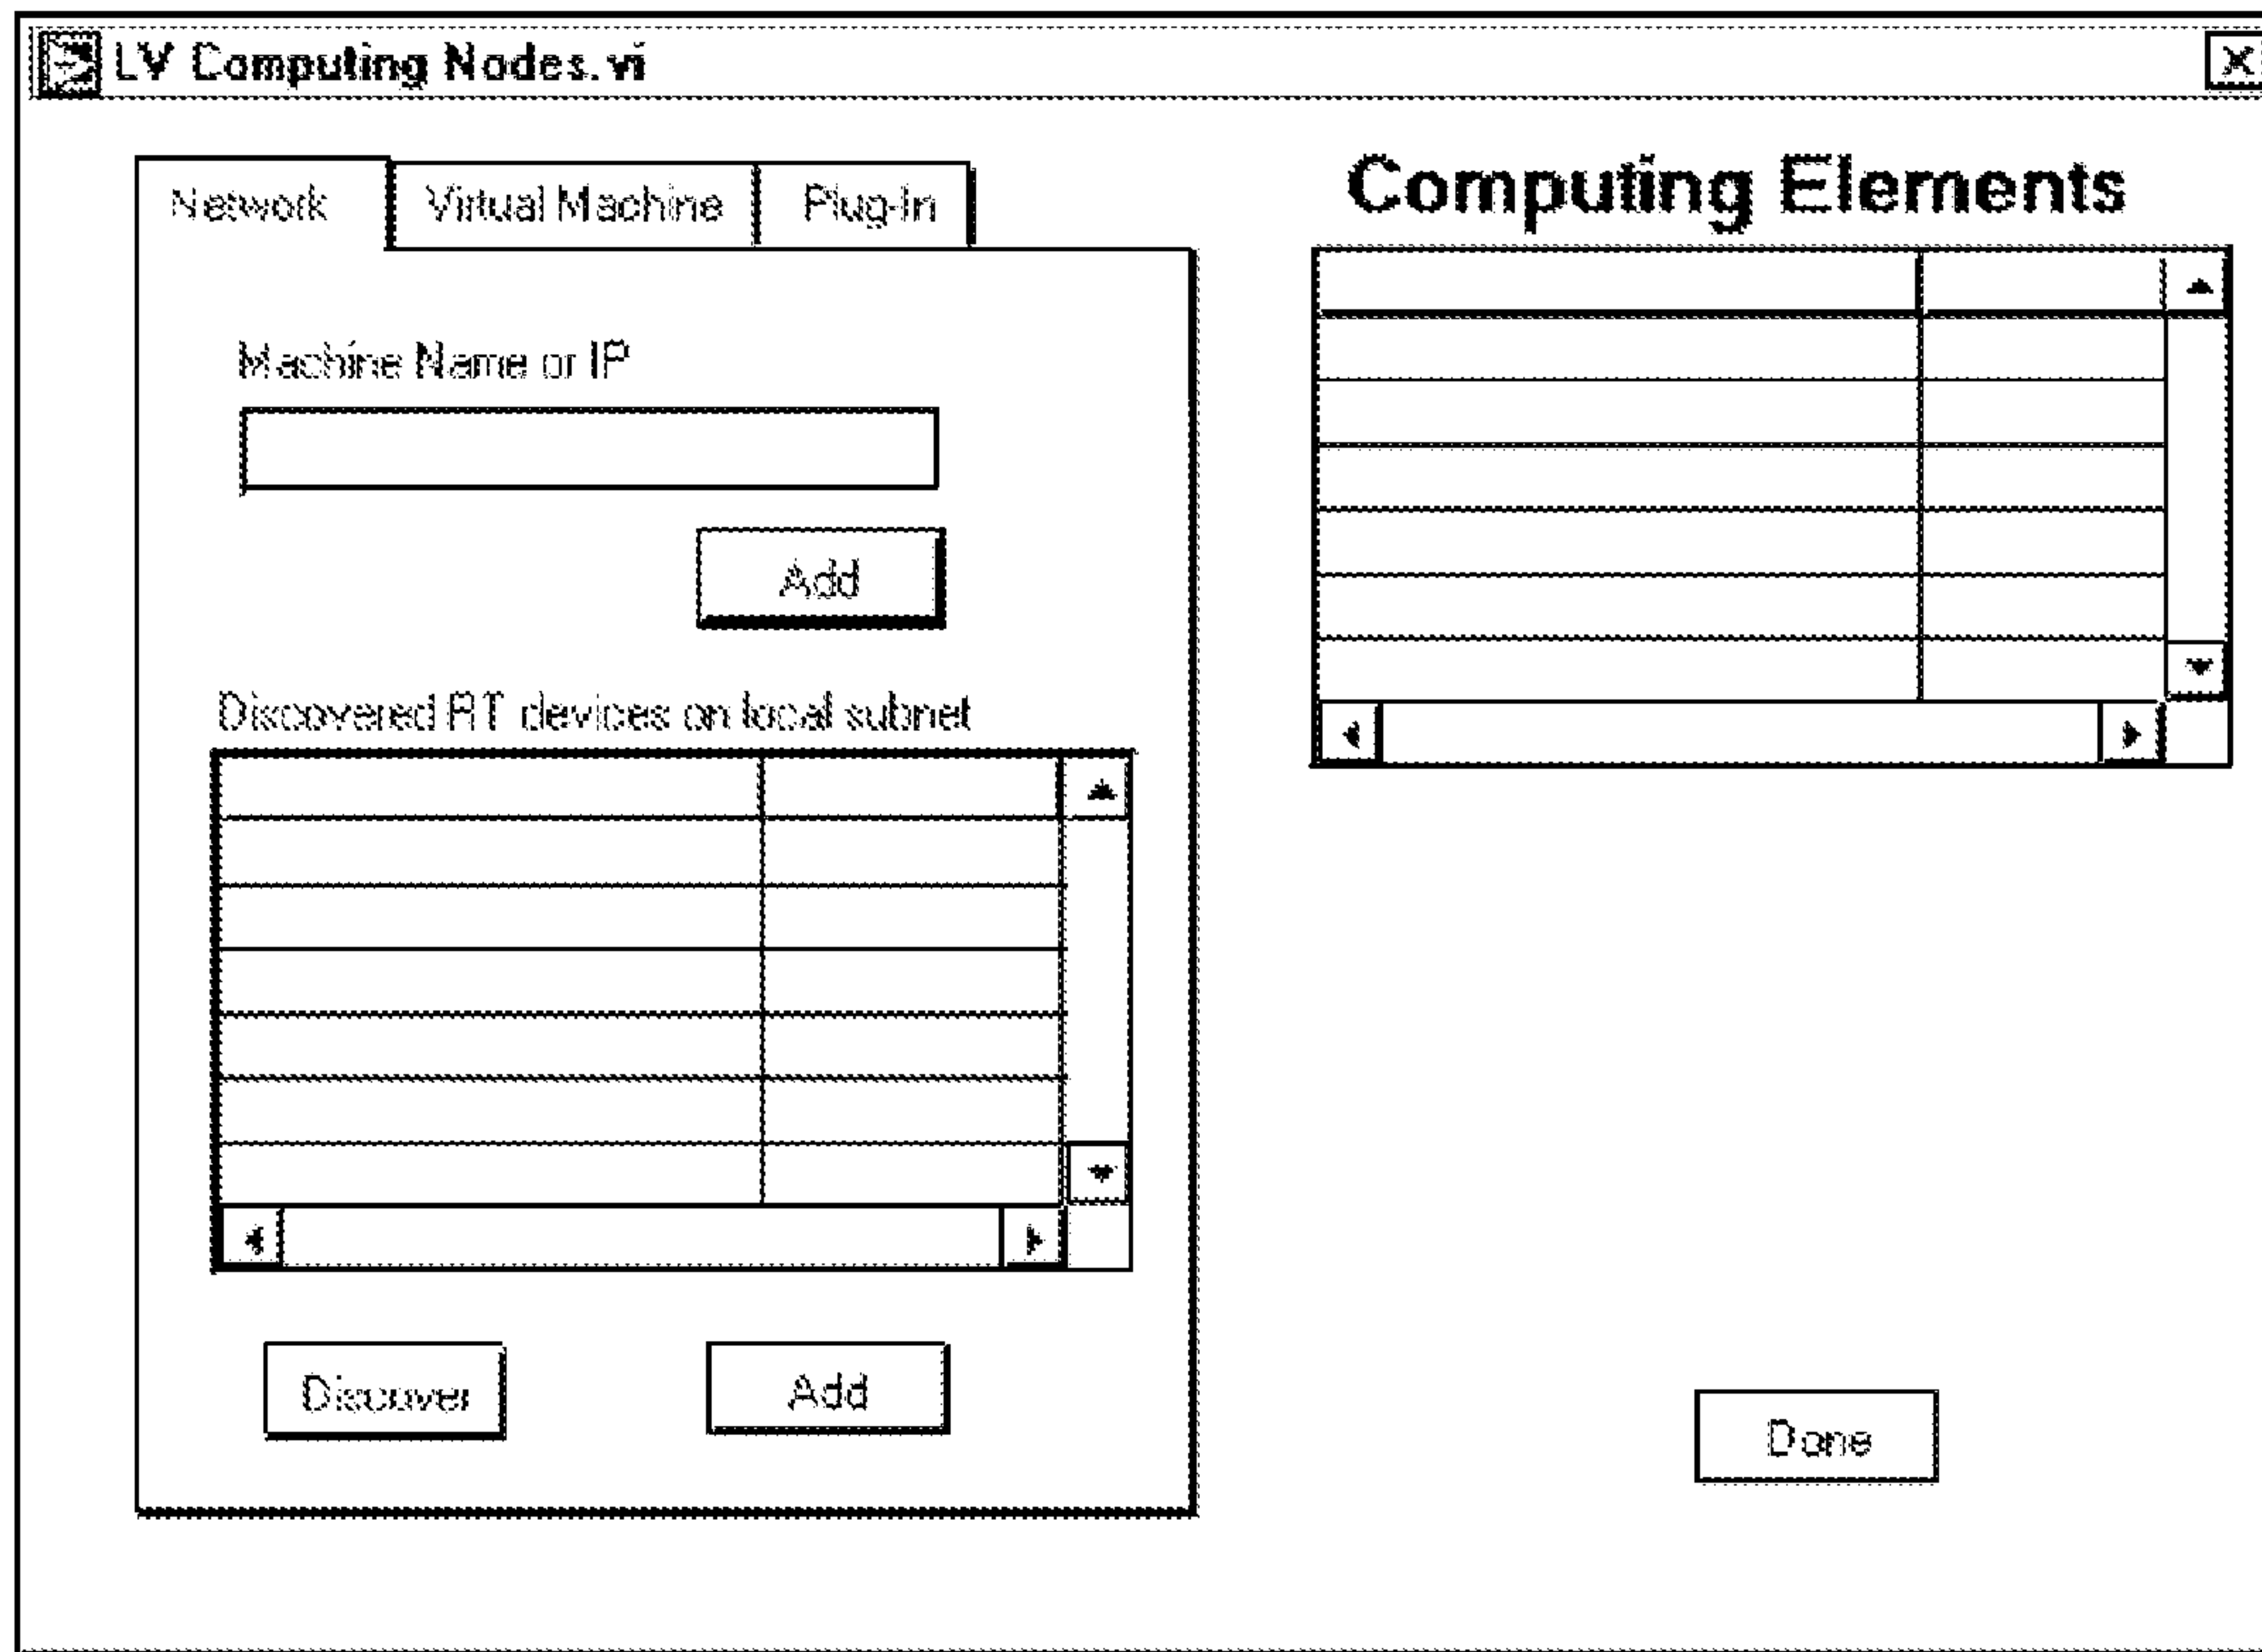 LV Computing Nodes.vi
Network Virtual Machine Plug-In
Computing Elements
Machine Name or IP
Add
Discovered RT devices on local subnet
Discover Add
Done